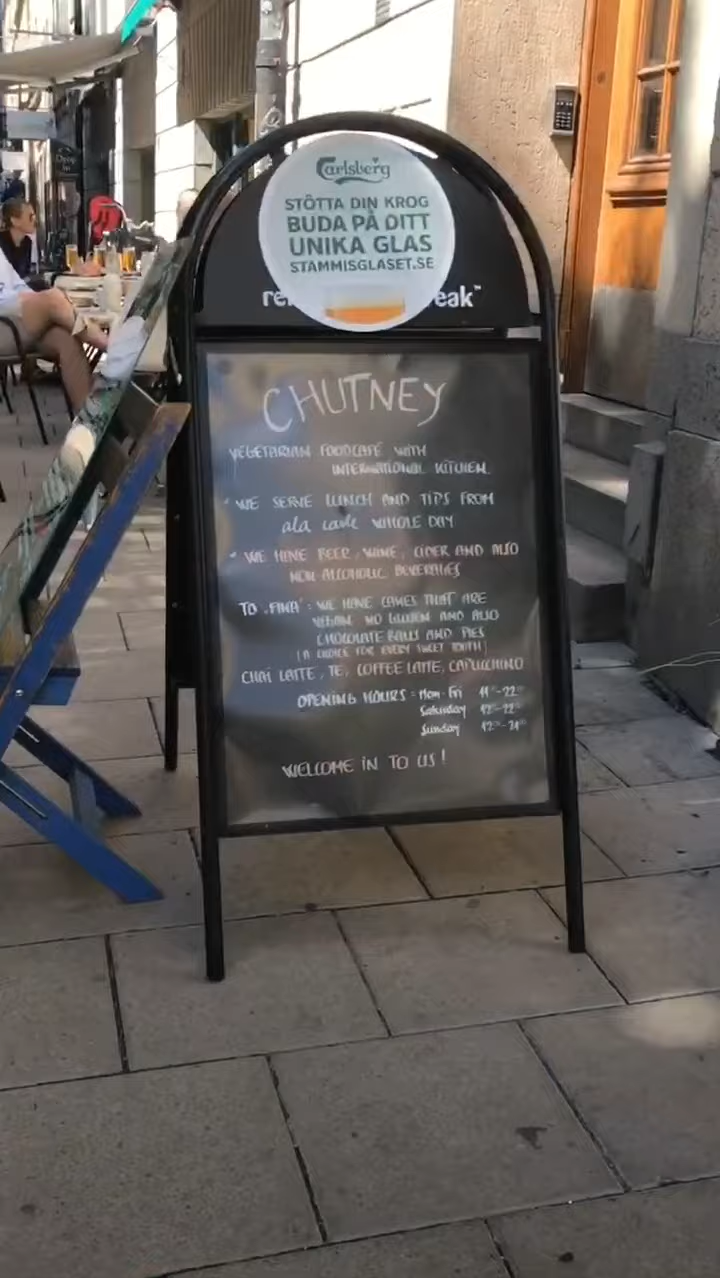 Carlsberg
STÖTTA DIN KROG
BUDA PÅ DITT
UNIKA GLAS
STAMMISGLASET.SE
eak™
CHUTNEY
VEGETARIAN FOODCAFÉ WITH
INTERNATIONAL KITCHEN.
* WE SERVE LUNCH AND TIPS FROM
ala carte WHOLE DAY
* WE HAVE BEER, WINE, CIDER AND ALSO
NON ALCOHOLIC BEVERAGES
TO "FIKA": WE HAVE CAKES THAT ARE
VEGAN, NO GLUTEN AND ALSO
CHOCOLATE BALLS AND PIES
(A CHOICE FOR EVERY SWEET TOOTH)
CHAI LATTE, TE, COFFEE LATTE, CAPUCCHINO
OPENING HOURS: Mon-Fri 11-22
Saturday 12-22
Sunday 12-21
WELCOME IN TO US!